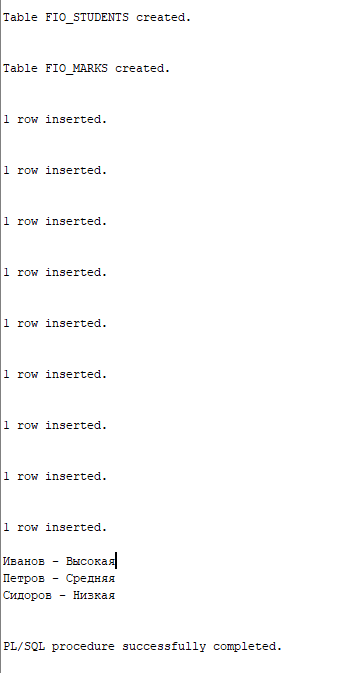 Table FIO_STUDENTS created.
Table FIO_MARKS created.
1 row inserted.
1 row inserted.
1 row inserted.
1 row inserted.
1 row inserted.
1 row inserted.
1 row inserted.
1 row inserted.
1 row inserted.
Иванов - Высокая
Петров - Средняя
Сидоров - Низкая
PL/SQL procedure successfully completed.